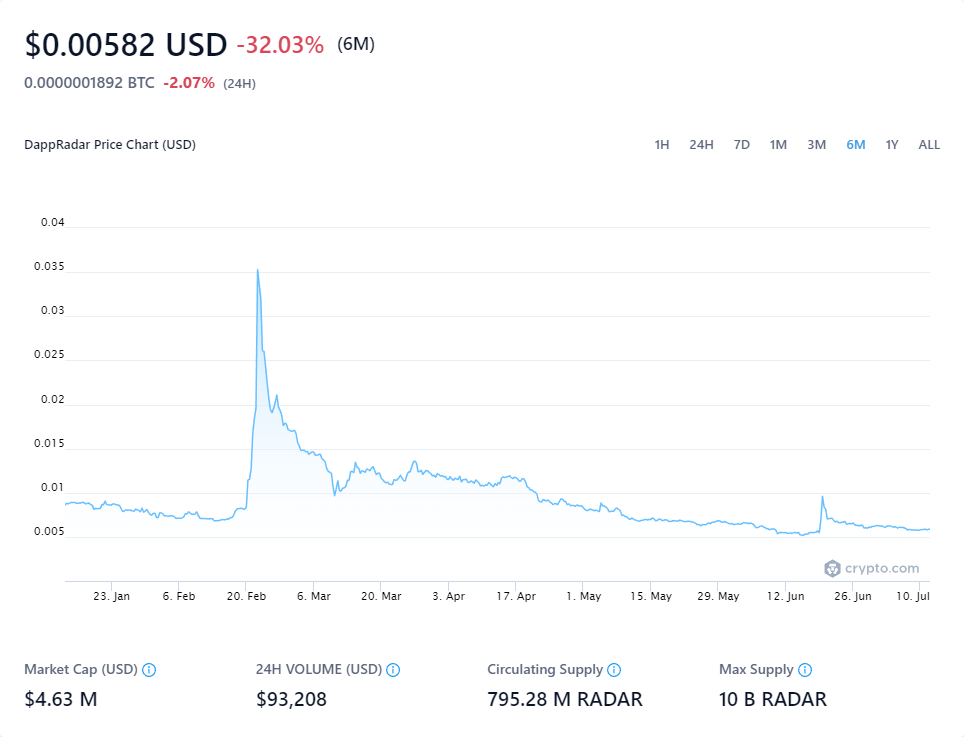 $0.00582 USD -32.03% (6M)
0.0000001892 BTC -2.07% (24H)
DappRadar Price Chart (USD) 1H 24H 7D 1M 3M 6M 1Y ALL
0.04
0.035
0.03
0.025
0.02
0.015
0.01
0.005
crypto.com
23. Jan 6. Feb 20. Feb 6. Mar 20. Mar 3. Apr 17. Apr 1. May 15. May 29. May 12. Jun 26. Jun 10. Jul
Market Cap (USD) 24H VOLUME (USD) Circulating Supply Max Supply
$4.63 M $93,208 795.28 M RADAR 10 B RADAR